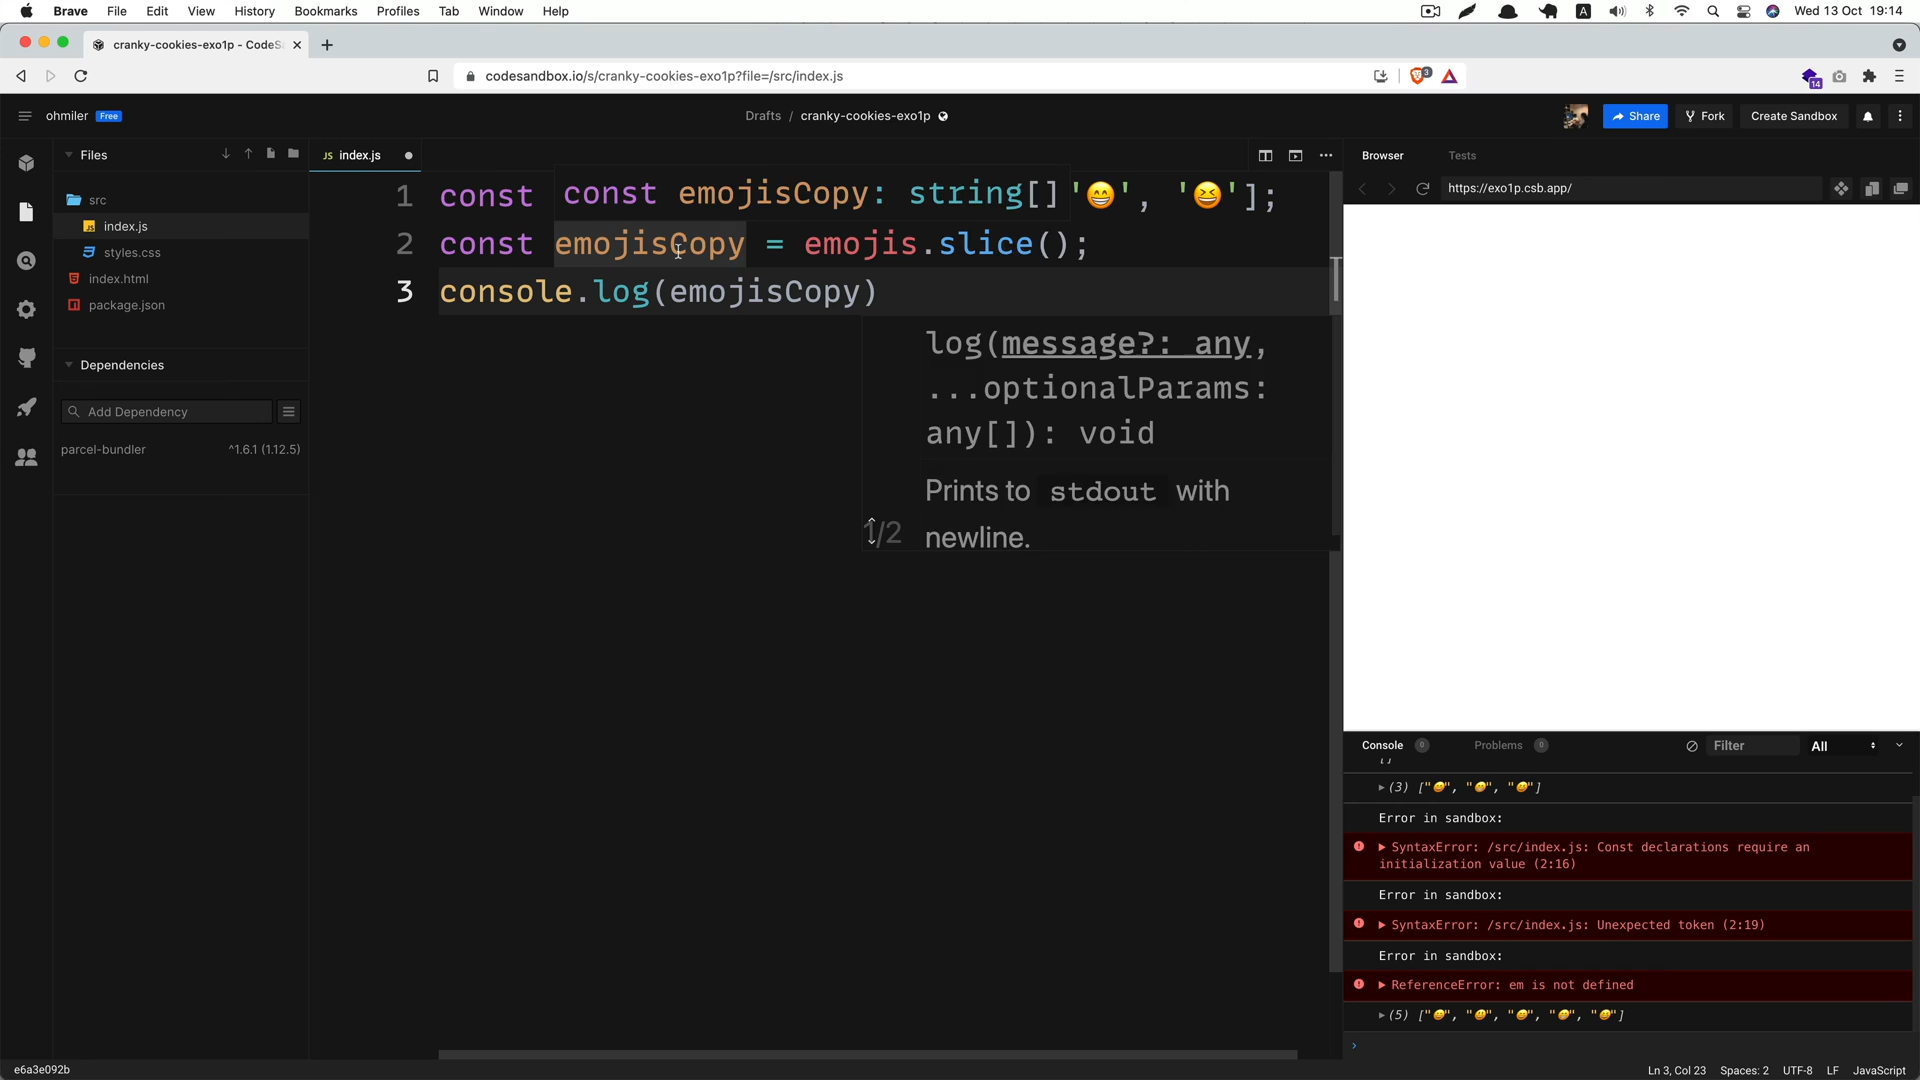 Brave File Edit View History Bookmarks Profiles Tab Window Help
A Wed 13 Oct 19:14
cranky-cookies-exo1p - CodeSa
codesandbox.io/s/cranky-cookies-exo1p?file=/src/index.js
3
14
ohmiler Free
Drafts / cranky-cookies-exo1p
Share Fork Create Sandbox
Files
src
index.js
styles.css
index.html
package.json
Dependencies
Add Dependency
parcel-bundler ^1.6.1 (1.12.5)
JS index.js
1 const '😁', '😆'];
const emojisCopy: string[]
2 const emojisCopy = emojis.slice();
3 console.log(emojisCopy)
log(message?: any,
...optionalParams:
any[]): void
Prints to stdout with
newline.
1/2
Browser Tests
https://exo1p.csb.app/
Console 0 Problems 0 Filter All
▸(3) ["", "", ""]
Error in sandbox:
▸ SyntaxError: /src/index.js: Const declarations require an
initialization value (2:16)
Error in sandbox:
▸ SyntaxError: /src/index.js: Unexpected token (2:19)
Error in sandbox:
▸ ReferenceError: em is not defined
▸(5) ["", "", "", "", ""]
›
e6a3e092b
Ln 3, Col 23 Spaces: 2 UTF-8 LF JavaScript